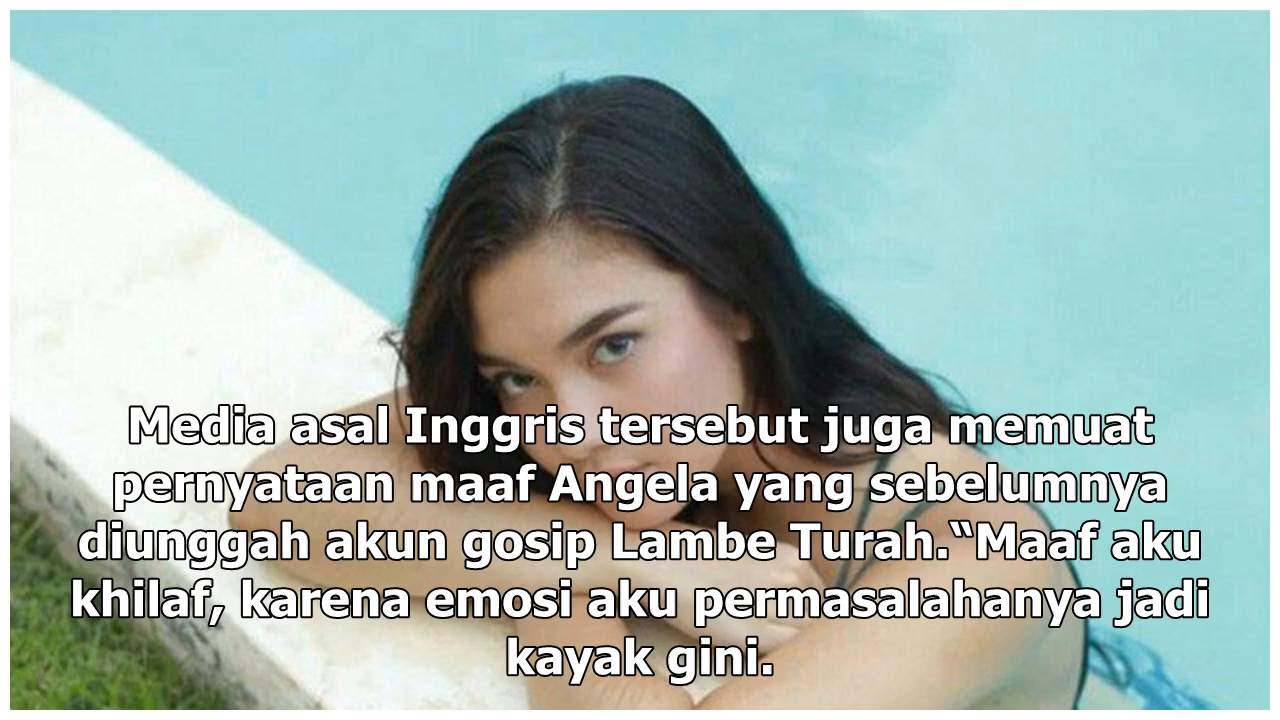 Media asal Inggris tersebut juga memuat
pernyataan maaf Angela yang sebelumnya
diunggah akun gosip Lambe Turah.“Maaf aku
khilaf, karena emosi aku permasalahanya jadi
kayak gini.